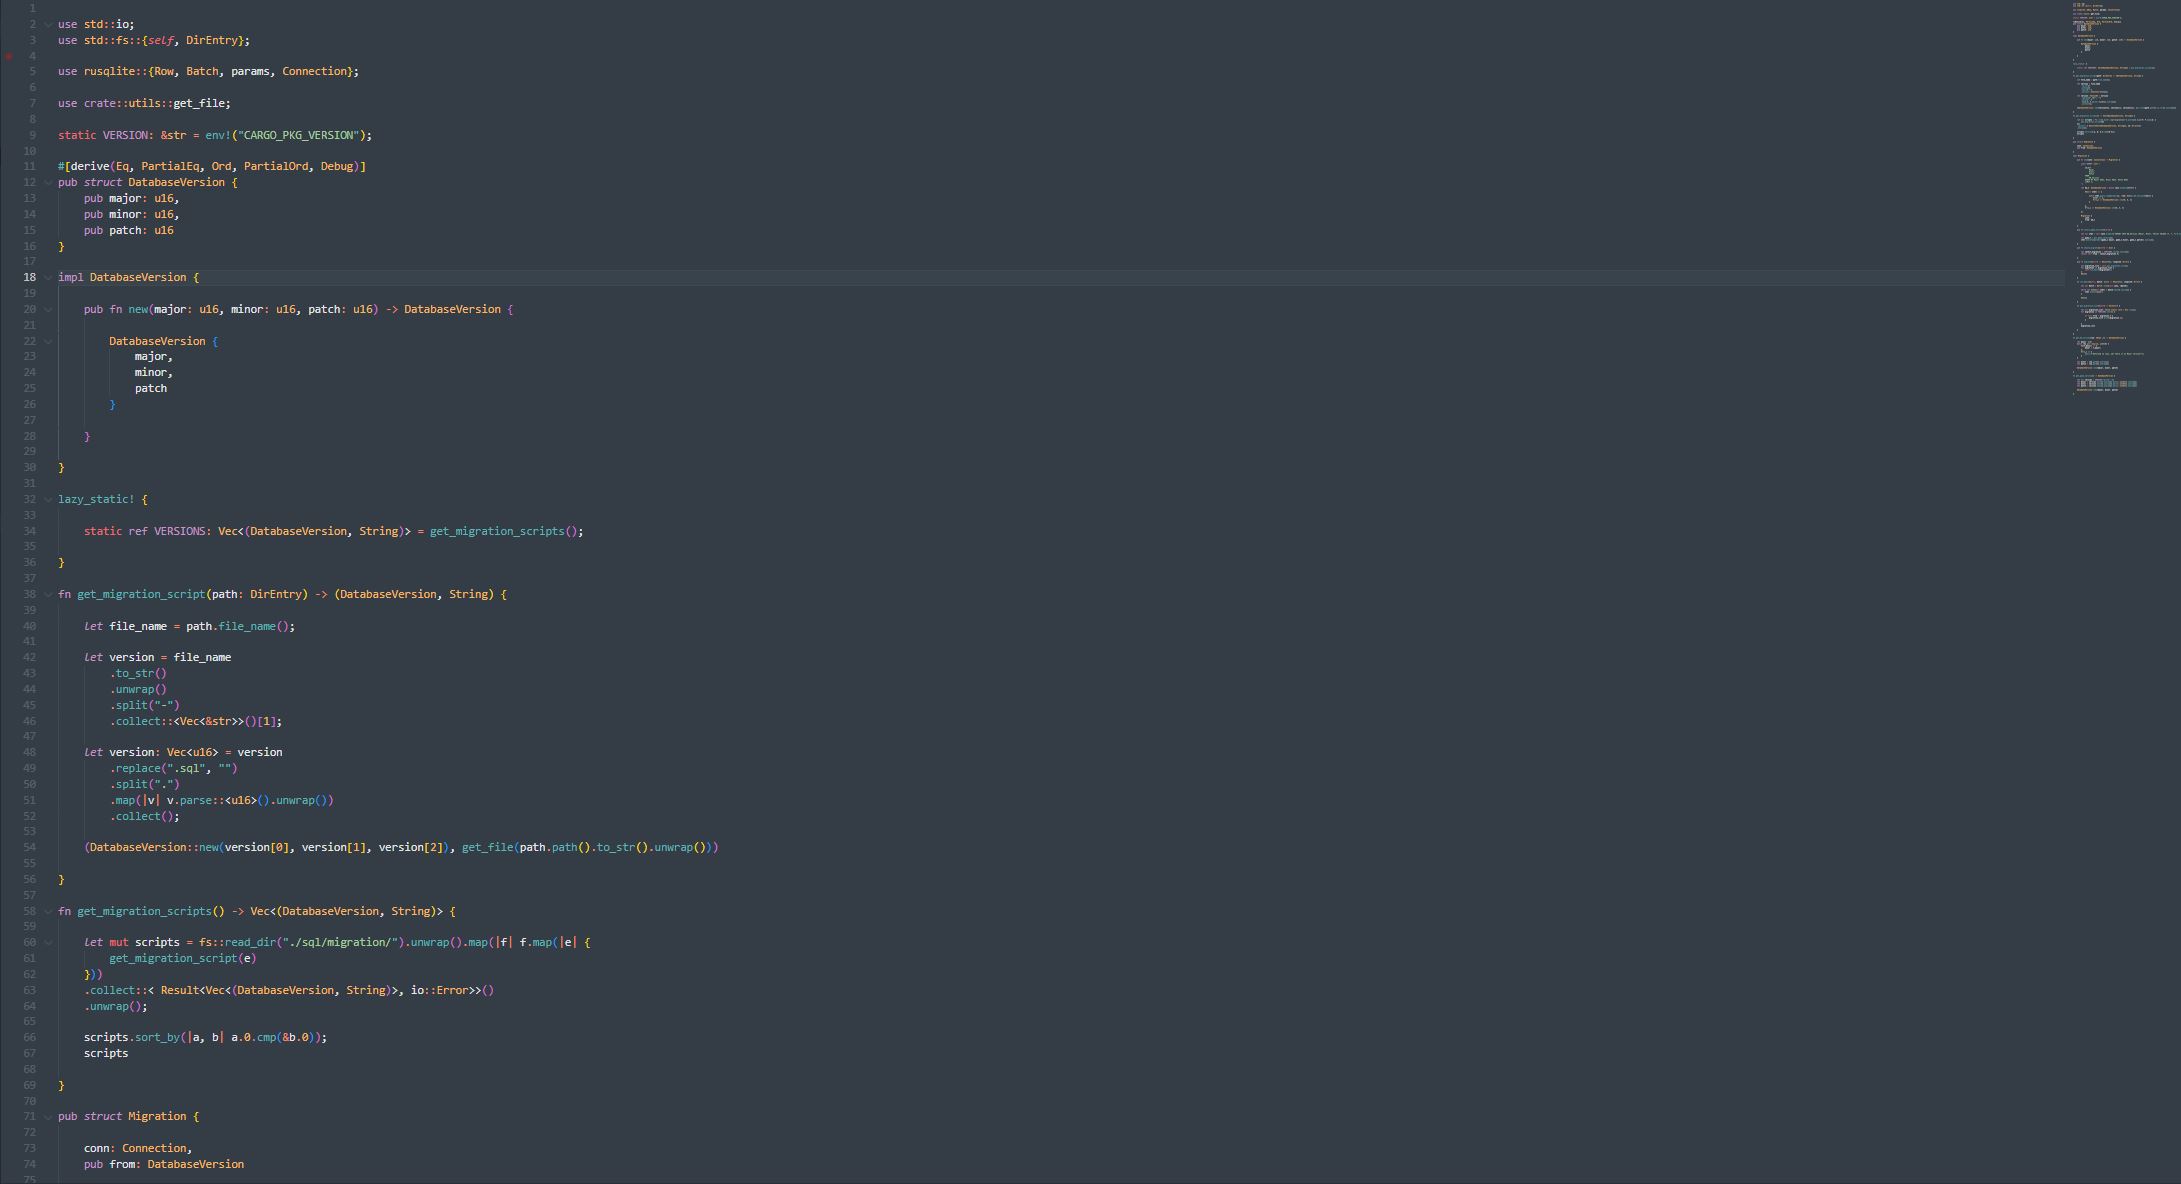 1
2 use std::io;
3 use std::fs::{self, DirEntry};
4
5 use rusqlite::{Row, Batch, params, Connection};
6
7 use crate::utils::get_file;
8
9 static VERSION: &str = env!("CARGO_PKG_VERSION");
10
11 #[derive(Eq, PartialEq, Ord, PartialOrd, Debug)]
12 pub struct DatabaseVersion {
13     pub major: u16,
14     pub minor: u16,
15     pub patch: u16
16 }
17
18 impl DatabaseVersion {
19
20     pub fn new(major: u16, minor: u16, patch: u16) -> DatabaseVersion {
21
22         DatabaseVersion {
23             major,
24             minor,
25             patch
26         }
27
28     }
29
30 }
31
32 lazy_static! {
33
34     static ref VERSIONS: Vec<(DatabaseVersion, String)> = get_migration_scripts();
35
36 }
37
38 fn get_migration_script(path: DirEntry) -> (DatabaseVersion, String) {
39
40     let file_name = path.file_name();
41
42     let version = file_name
43         .to_str()
44         .unwrap()
45         .split("-")
46         .collect::<Vec<&str>>()[1];
47
48     let version: Vec<u16> = version
49         .replace(".sql", "")
50         .split(".")
51         .map(|v| v.parse::<u16>().unwrap())
52         .collect();
53
54     (DatabaseVersion::new(version[0], version[1], version[2]), get_file(path.path().to_str().unwrap()))
55
56 }
57
58 fn get_migration_scripts() -> Vec<(DatabaseVersion, String)> {
59
60     let mut scripts = fs::read_dir("./sql/migration/").unwrap().map(|f| f.map(|e| {
61         get_migration_script(e)
62     }))
63     .collect::< Result<Vec<(DatabaseVersion, String)>, io::Error>>()
64     .unwrap();
65
66     scripts.sort_by(|a, b| a.0.cmp(&b.0));
67     scripts
68
69 }
70
71 pub struct Migration {
72
73     conn: Connection,
74     pub from: DatabaseVersion
75